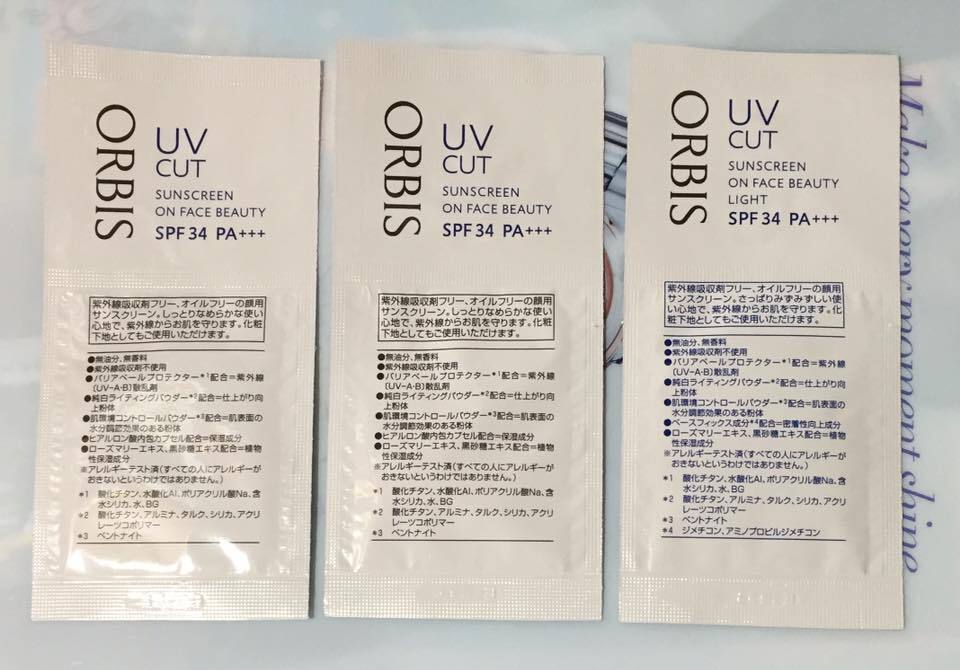 ORBIS
UV
CUT
SUNSCREEN
ON FACE BEAUTY
SPF 34 PA+++
紫外線吸収剤フリー、オイルフリーの顔用
サンスクリーン。しっとりなめらかな使い
心地で、紫外線からお肌を守ります。化粧
下地としてもご使用いただけます。
●無油分、無香料
●紫外線吸収剤不使用
●バリアベールプロテクター*1配合=紫外線
(UV-A・B)散乱剤
●純白ライティングパウダー*2配合=仕上がり向
上粉体
●肌環境コントロールパウダー*3配合=肌表面の
水分調節効果のある粉体
●ヒアルロン酸内包カプセル配合=保湿成分
●ローズマリーエキス、黒砂糖エキス配合=植物
性保湿成分
※アレルギーテスト済(すべての人にアレルギーが
おきないというわけではありません。)
*1 酸化チタン、水酸化Al、ポリアクリル酸Na、含
水シリカ、水、BG
*2 酸化チタン、アルミナ、タルク、シリカ、アクリ
レーツコポリマー
*3 ベントナイト
ORBIS
UV
CUT
SUNSCREEN
ON FACE BEAUTY
SPF 34 PA+++
紫外線吸収剤フリー、オイルフリーの顔用
サンスクリーン。しっとりなめらかな使い
心地で、紫外線からお肌を守ります。化粧
下地としてもご使用いただけます。
●無油分、無香料
●紫外線吸収剤不使用
●バリアベールプロテクター*1配合=紫外線
(UV-A・B)散乱剤
●純白ライティングパウダー*2配合=仕上がり向
上粉体
●肌環境コントロールパウダー*3配合=肌表面の
水分調節効果のある粉体
●ヒアルロン酸内包カプセル配合=保湿成分
●ローズマリーエキス、黒砂糖エキス配合=植物
性保湿成分
※アレルギーテスト済(すべての人にアレルギーが
おきないというわけではありません。)
*1 酸化チタン、水酸化Al、ポリアクリル酸Na、含
水シリカ、水、BG
*2 酸化チタン、アルミナ、タルク、シリカ、アクリ
レーツコポリマー
*3 ベントナイト
ORBIS
UV
CUT
SUNSCREEN
ON FACE BEAUTY
LIGHT
SPF 34 PA+++
紫外線吸収剤フリー、オイルフリーの顔用
サンスクリーン。さっぱりみずみずしい使
い心地で、紫外線からお肌を守ります。化
粧下地としてもご使用いただけます。
●無油分、無香料
●紫外線吸収剤不使用
●バリアベールプロテクター*1配合=紫外線
(UV-A・B)散乱剤
●純白ライティングパウダー*2配合=仕上がり向
上粉体
●肌環境コントロールパウダー*3配合=肌表面の
水分調節効果のある粉体
●ベースフィックス成分*4配合=密着性向上成分
●ローズマリーエキス、黒砂糖エキス配合=植物
性保湿成分
※アレルギーテスト済(すべての人にアレルギーが
おきないというわけではありません。)
*1 酸化チタン、水酸化Al、ポリアクリル酸Na、含
水シリカ、水、BG
*2 酸化チタン、アルミナ、タルク、シリカ、アクリ
レーツコポリマー
*3 ベントナイト
*4 ジメチコン、アミノプロピルジメチコン
Make every moment shine